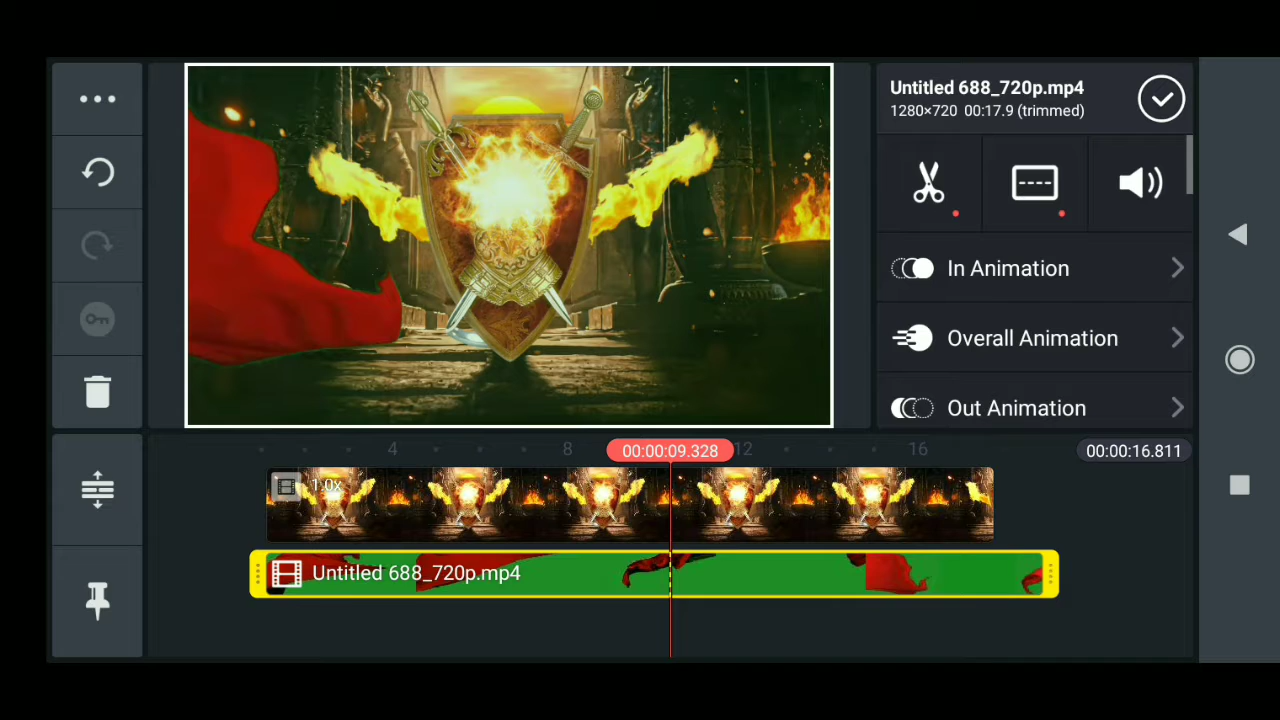 Untitled 688_720p.mp4
1280×720 00:17.9 (trimmed)
In Animation
Overall Animation
Out Animation
4
8
00:00:09.328
12
16
00:00:16.811
1.0x
Untitled 688_720p.mp4